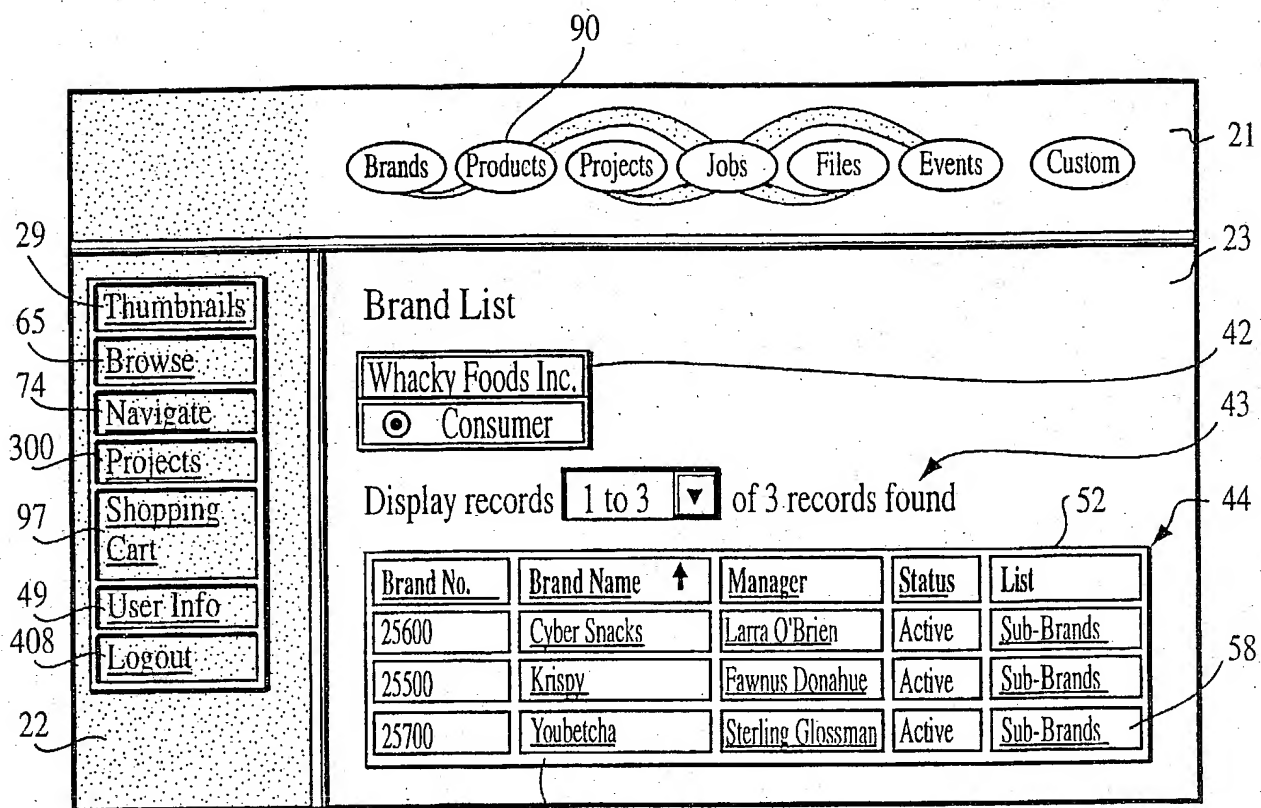 90
Brands Products Projects Jobs Files Events Custom
21
23
29
Thumbnails
65
Browse
74
Navigate
300
Projects
97
Shopping
Cart
49
User Info
408
Logout
22
Brand List
42
Whacky Foods Inc.
Consumer
43
Display records 1 to 3 of 3 records found
52
44
Brand No. Brand Name Manager Status List
25600 Cyber Snacks Larra O'Brien Active Sub-Brands
25500 Krispy Fawnus Donahue Active Sub-Brands
25700 Youbetcha Sterling Glossman Active Sub-Brands
58